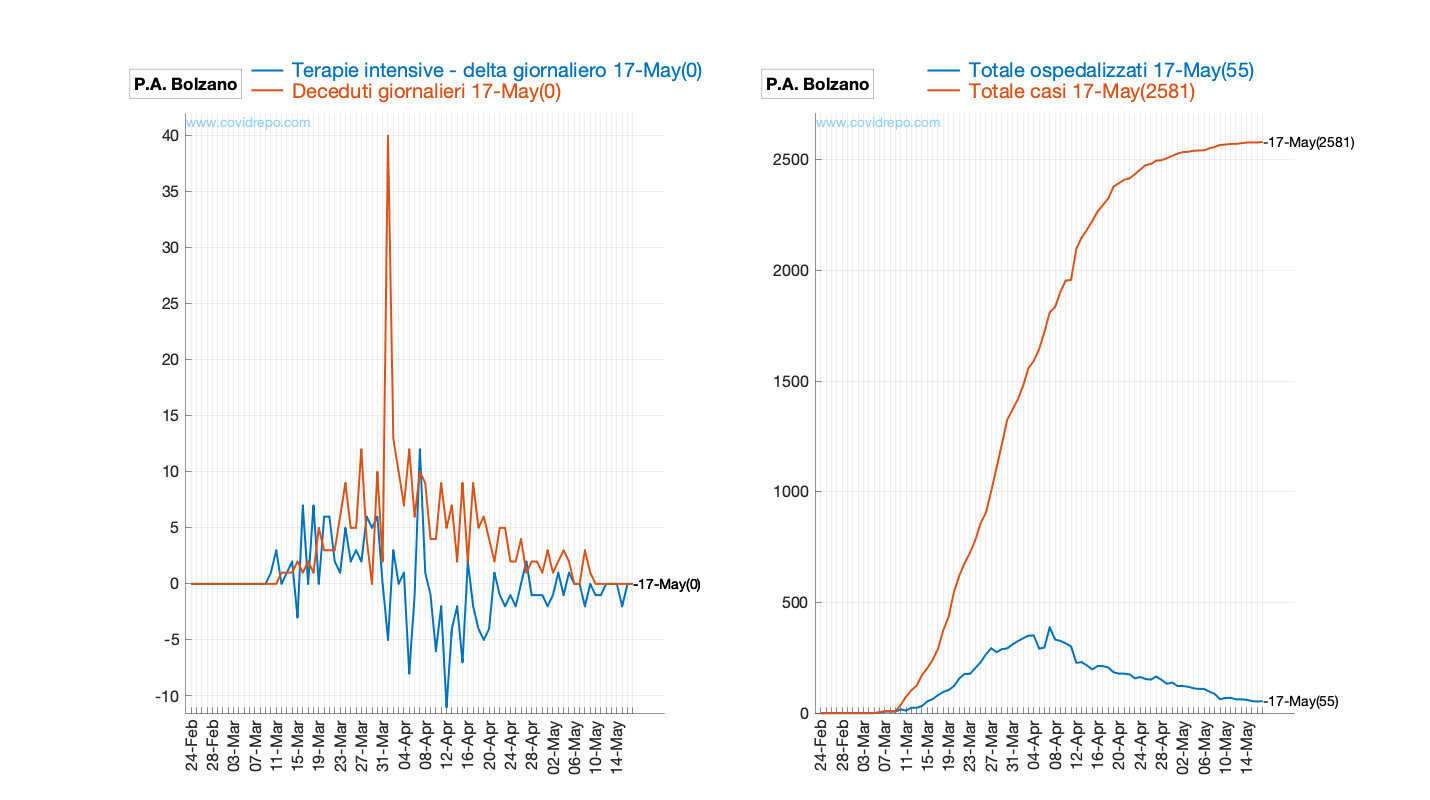 P.A. Bolzano
Terapie intensive - delta giornaliero 17-May(0)
Deceduti giornalieri 17-May(0)
www.covidrepo.com
40
35
30
25
20
15
10
5
0
-5
-10
-17-May(0)
24-Feb
28-Feb
03-Mar
07-Mar
11-Mar
15-Mar
19-Mar
23-Mar
27-Mar
31-Mar
04-Apr
08-Apr
12-Apr
16-Apr
20-Apr
24-Apr
28-Apr
02-May
06-May
10-May
14-May
P.A. Bolzano
Totale ospedalizzati 17-May(55)
Totale casi 17-May(2581)
www.covidrepo.com
2500
2000
1500
1000
500
0
-17-May(2581)
-17-May(55)
24-Feb
28-Feb
03-Mar
07-Mar
11-Mar
15-Mar
19-Mar
23-Mar
27-Mar
31-Mar
04-Apr
08-Apr
12-Apr
16-Apr
20-Apr
24-Apr
28-Apr
02-May
06-May
10-May
14-May